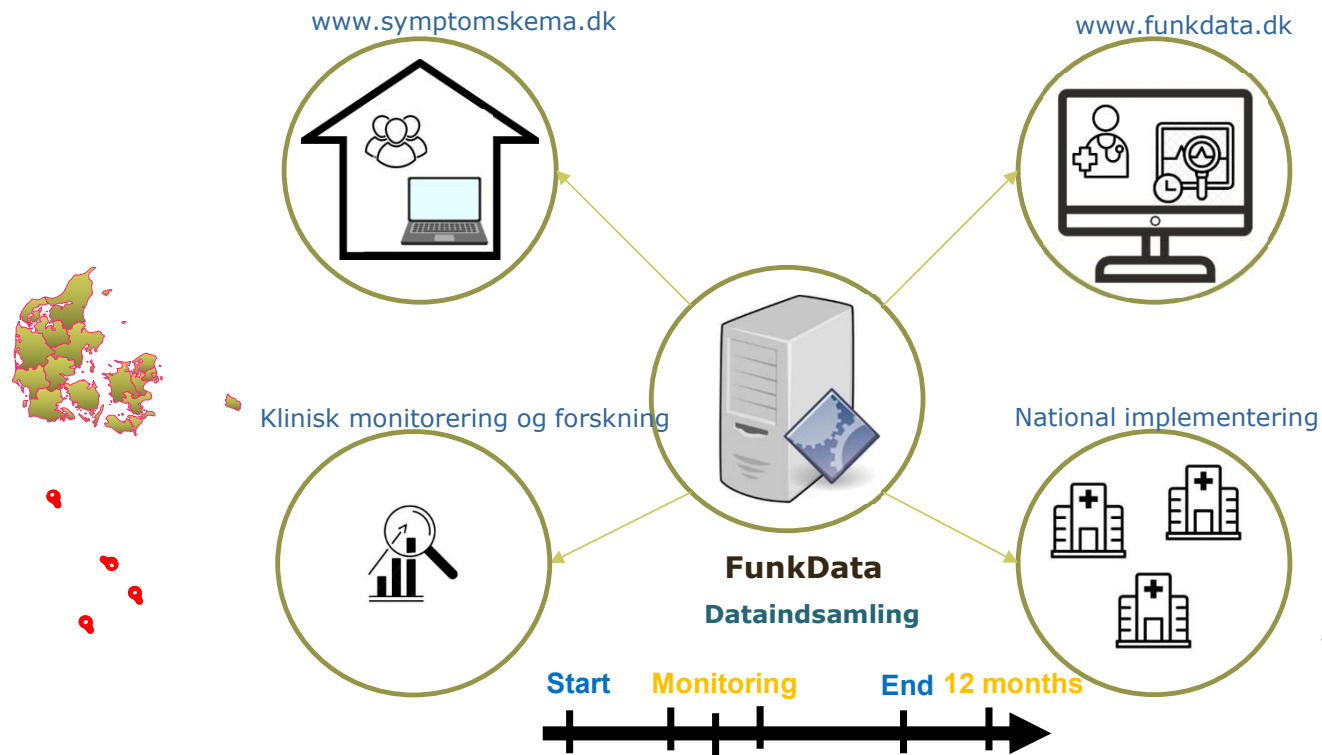 www.symptomskema.dk
www.funkdata.dk
Klinisk monitorering og forskning
National implementering
FunkData
Dataindsamling
Start Monitoring End 12 months